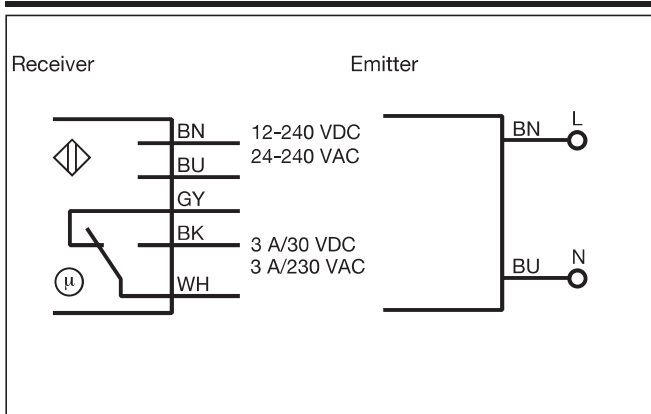 Receiver
Emitter
BN
12-240 VDC
BU
24-240 VAC
GY
BK
3 A/30 VDC
WH
3 A/230 VAC
μ
BN
L
BU
N